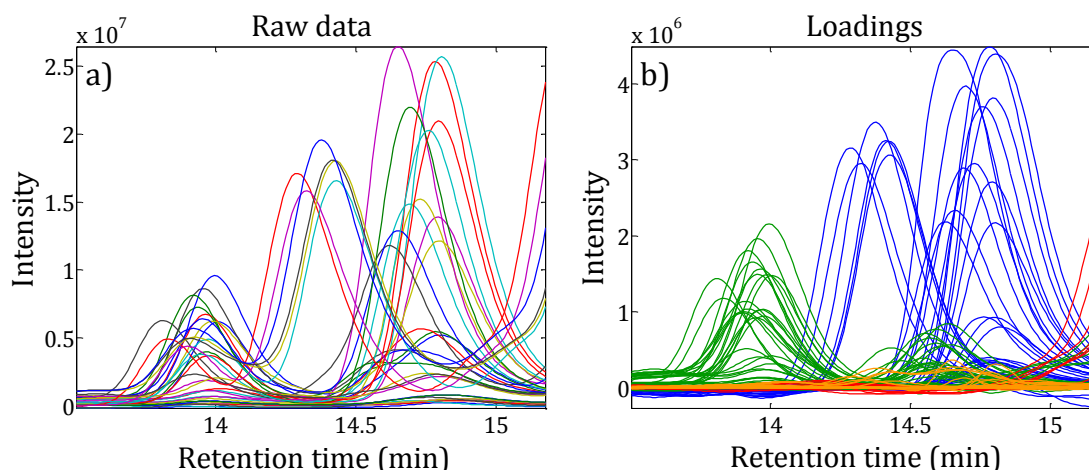 Raw data
x 10^7
a)
2.5
2
1.5
1
0.5
0
Intensity
14
14.5
15
Retention time (min)
Loadings
x 10^6
b)
4
3
2
1
0
Intensity
14
14.5
15
Retention time (min)